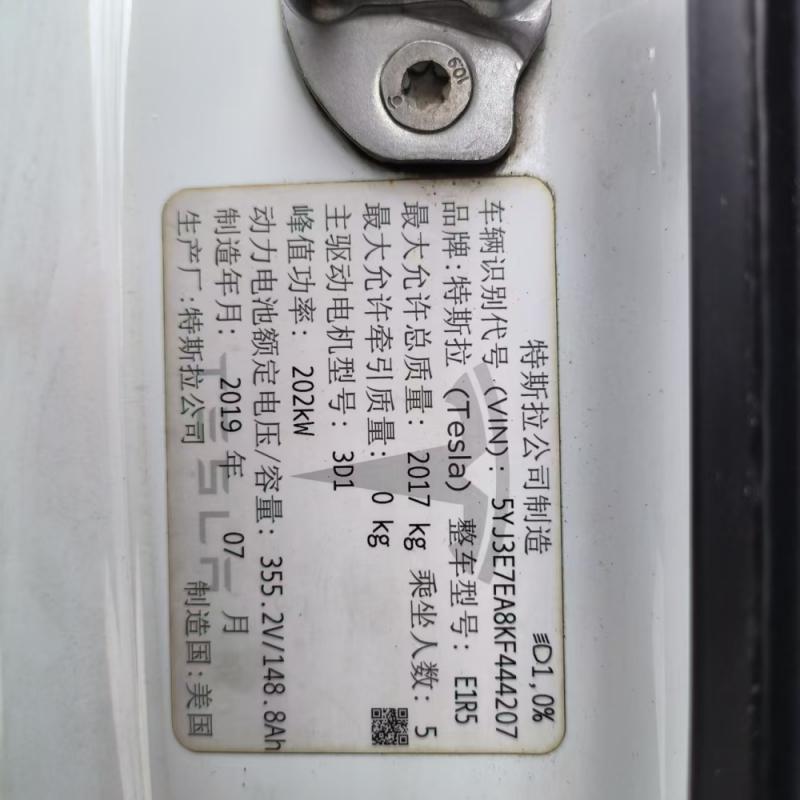 109
特斯拉公司制造
D1,0%
车辆识别代号 (VIN): 5YJ3E7EA8KF444207
品牌:特斯拉 (Tesla) 整车型号: E1R5
最大允许总质量: 2017 kg 乘坐人数: 5
最大允许牵引质量: 0 kg
主驱动电机型号: 3D1
峰值功率: 202kW
动力电池额定电压/容量: 355.2V/148.8Ah
制造年月: 2019 年 07 月
生产厂:特斯拉公司 制造国:美国
TESLA